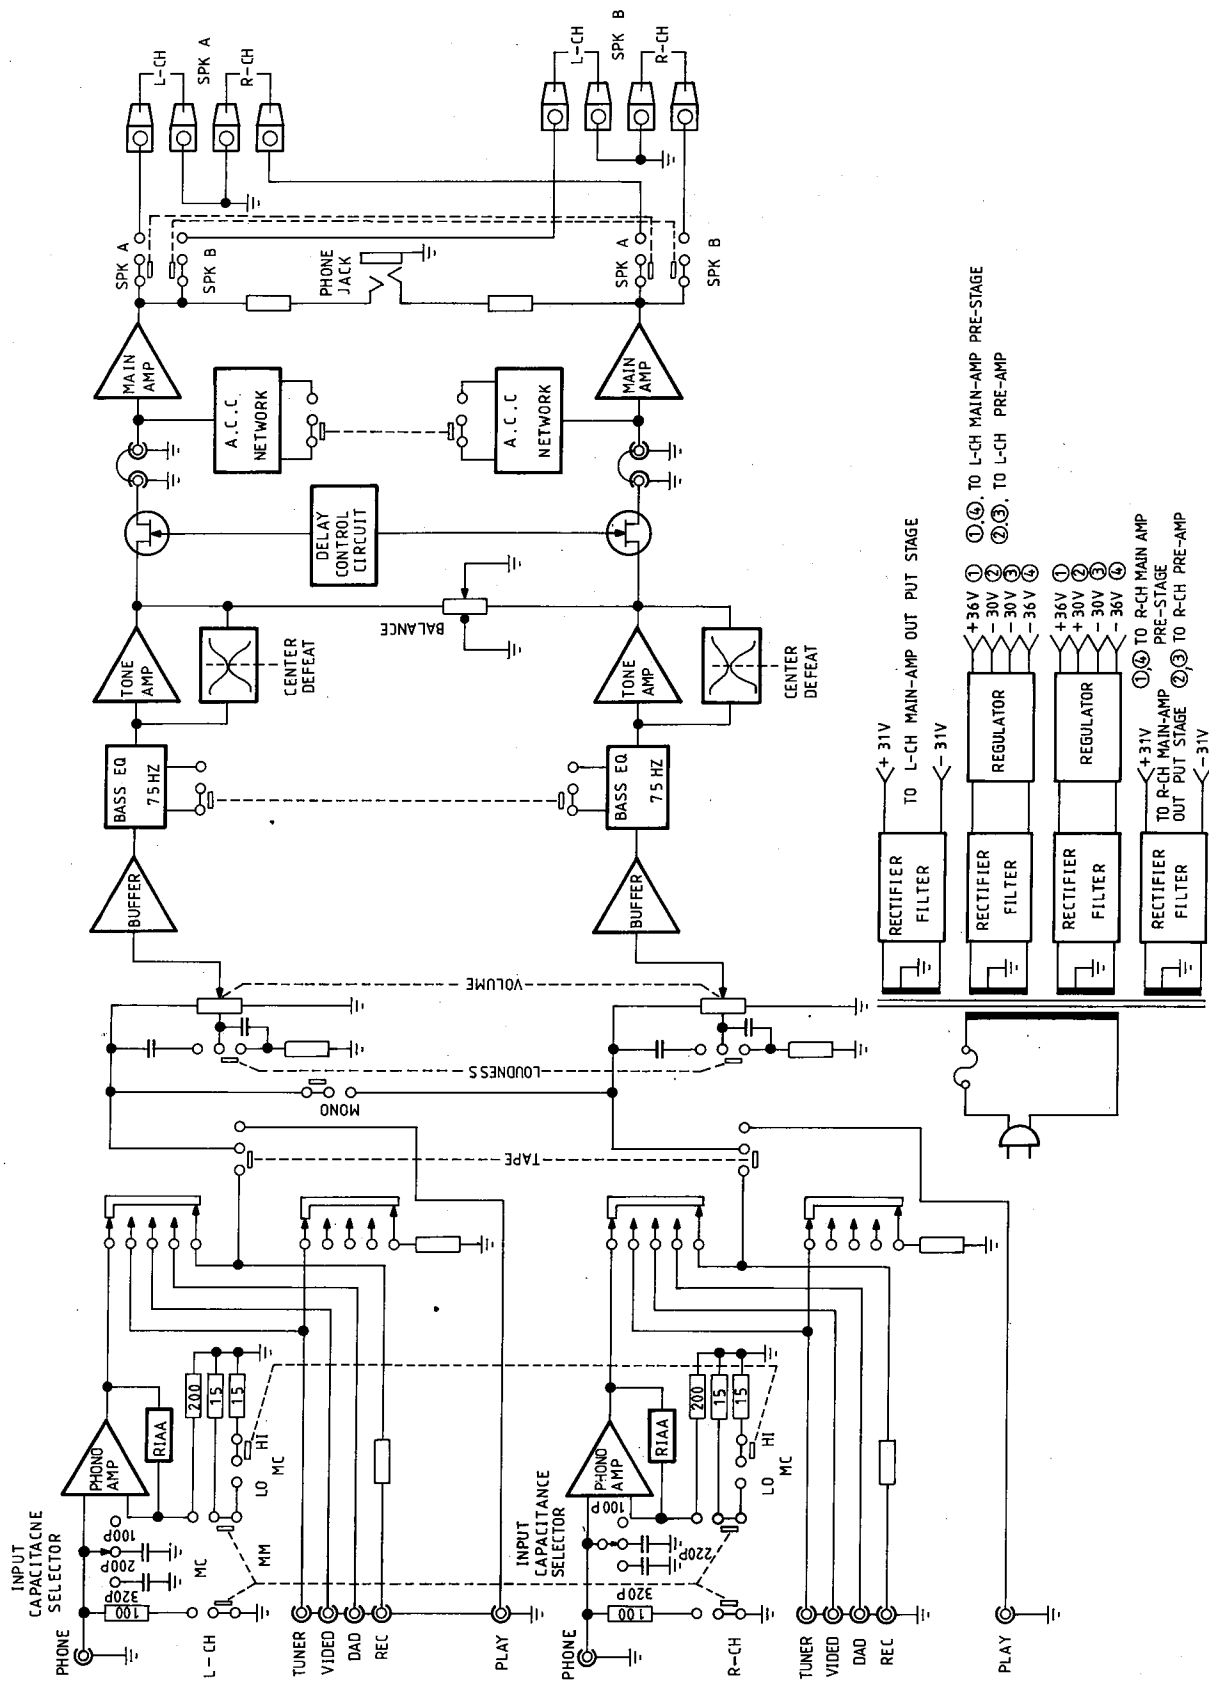 INPUT
CAPACITACNE
SELECTOR
PHONE
320P
200P
100P
100
PHONO
AMP
RIAA
200
15
15
MC
MM
LO
HI
MC
L-CH
TUNER
VIDEO
DAD
REC
PLAY
INPUT
CAPACITANCE
SELECTOR
PHONE
320P
220P
100P
100
PHONO
AMP
RIAA
200
15
15
LO
HI
MC
R-CH
TUNER
VIDEO
DAD
REC
PLAY
TAPE
MONO
LOUDNESS
VOLUME
BUFFER
BASS EQ
75HZ
TONE
AMP
CENTER
DEFEAT
BALANCE
DELAY
CONTROL
CIRCUIT
A.C.C
NETWORK
MAIN
AMP
SPK A
SPK B
PHONE
JACK
L-CH
SPK A
R-CH
BUFFER
BASS EQ
75HZ
TONE
AMP
CENTER
DEFEAT
A.C.C
NETWORK
MAIN
AMP
SPK A
SPK B
L-CH
SPK B
R-CH
RECTIFIER
FILTER
+31V
TO L-CH MAIN-AMP OUT PUT STAGE
-31V
RECTIFIER
FILTER
REGULATOR
+36V ①
-30V ②
-30V ③
-36V ④
①.④. TO L-CH MAIN-AMP PRE-STAGE
②.③. TO L-CH PRE-AMP
RECTIFIER
FILTER
REGULATOR
+36V ①
+30V ②
-30V ③
-36V ④
①,④ TO R-CH MAIN AMP
PRE-STAGE
②,③ TO R-CH PRE-AMP
RECTIFIER
FILTER
+31V
TO R-CH MAIN-AMP
OUT PUT STAGE
-31V